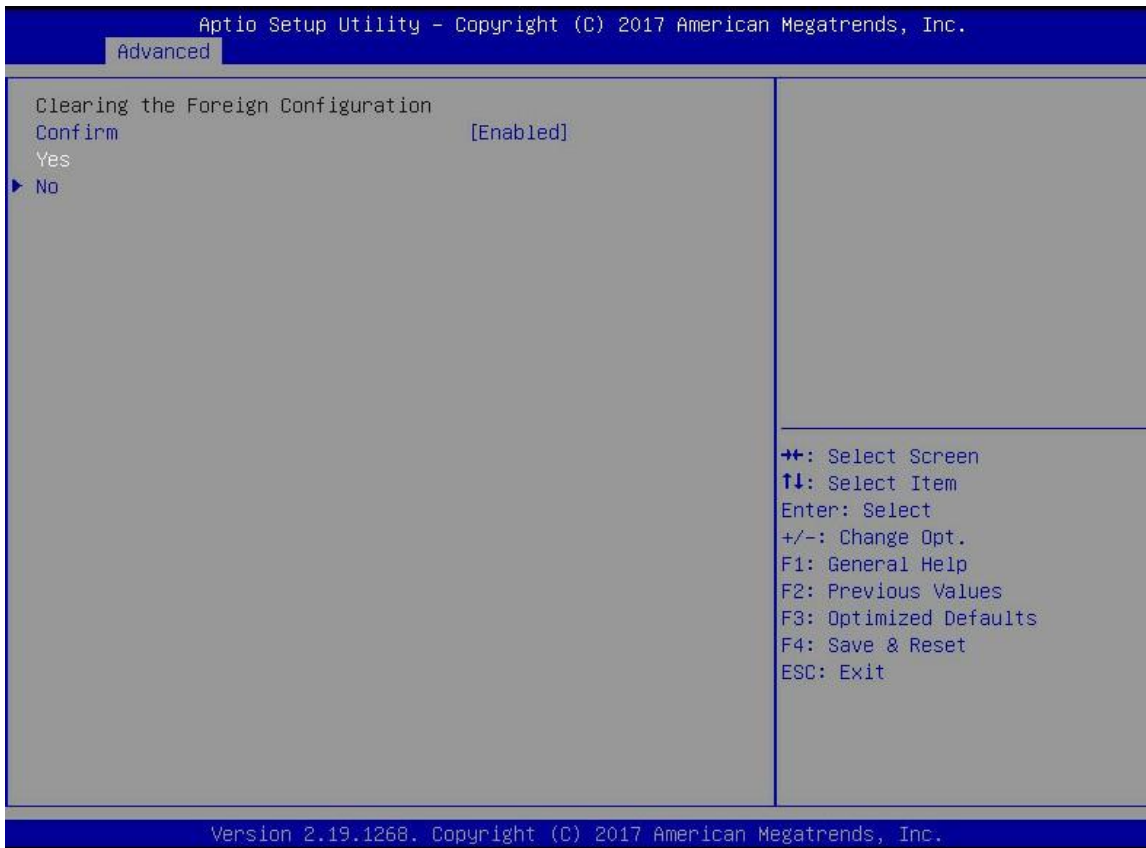 Aptio Setup Utility – Copyright (C) 2017 American Megatrends, Inc.
Advanced
Clearing the Foreign Configuration
Confirm [Enabled]
Yes
▶ No
→←: Select Screen
↑↓: Select Item
Enter: Select
+/-: Change Opt.
F1: General Help
F2: Previous Values
F3: Optimized Defaults
F4: Save & Reset
ESC: Exit
Version 2.19.1268. Copyright (C) 2017 American Megatrends, Inc.